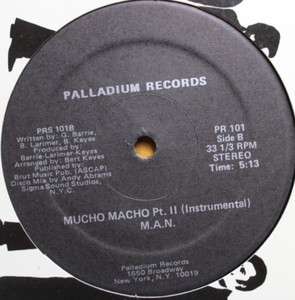 PALLADIUM RECORDS
PRS 101B
Written by: G. Barrie,
B. Larimer, B. Keyes
Produced by:
Barrie-Larimer-Keyes
Arranged by: Bert Keyes
Published by:
Brut Music Pub. (ASCAP)
Disco Mix by Andy Abrams
Sigma Sound Studios,
N.Y.C.
PR 101
Side B
33 1/3 RPM
STEREO
Time: 5:13
MUCHO MACHO Pt. II (Instrumental)
M.A.N.
Palladium Records
1650 Broadway
New York, N.Y. 10019